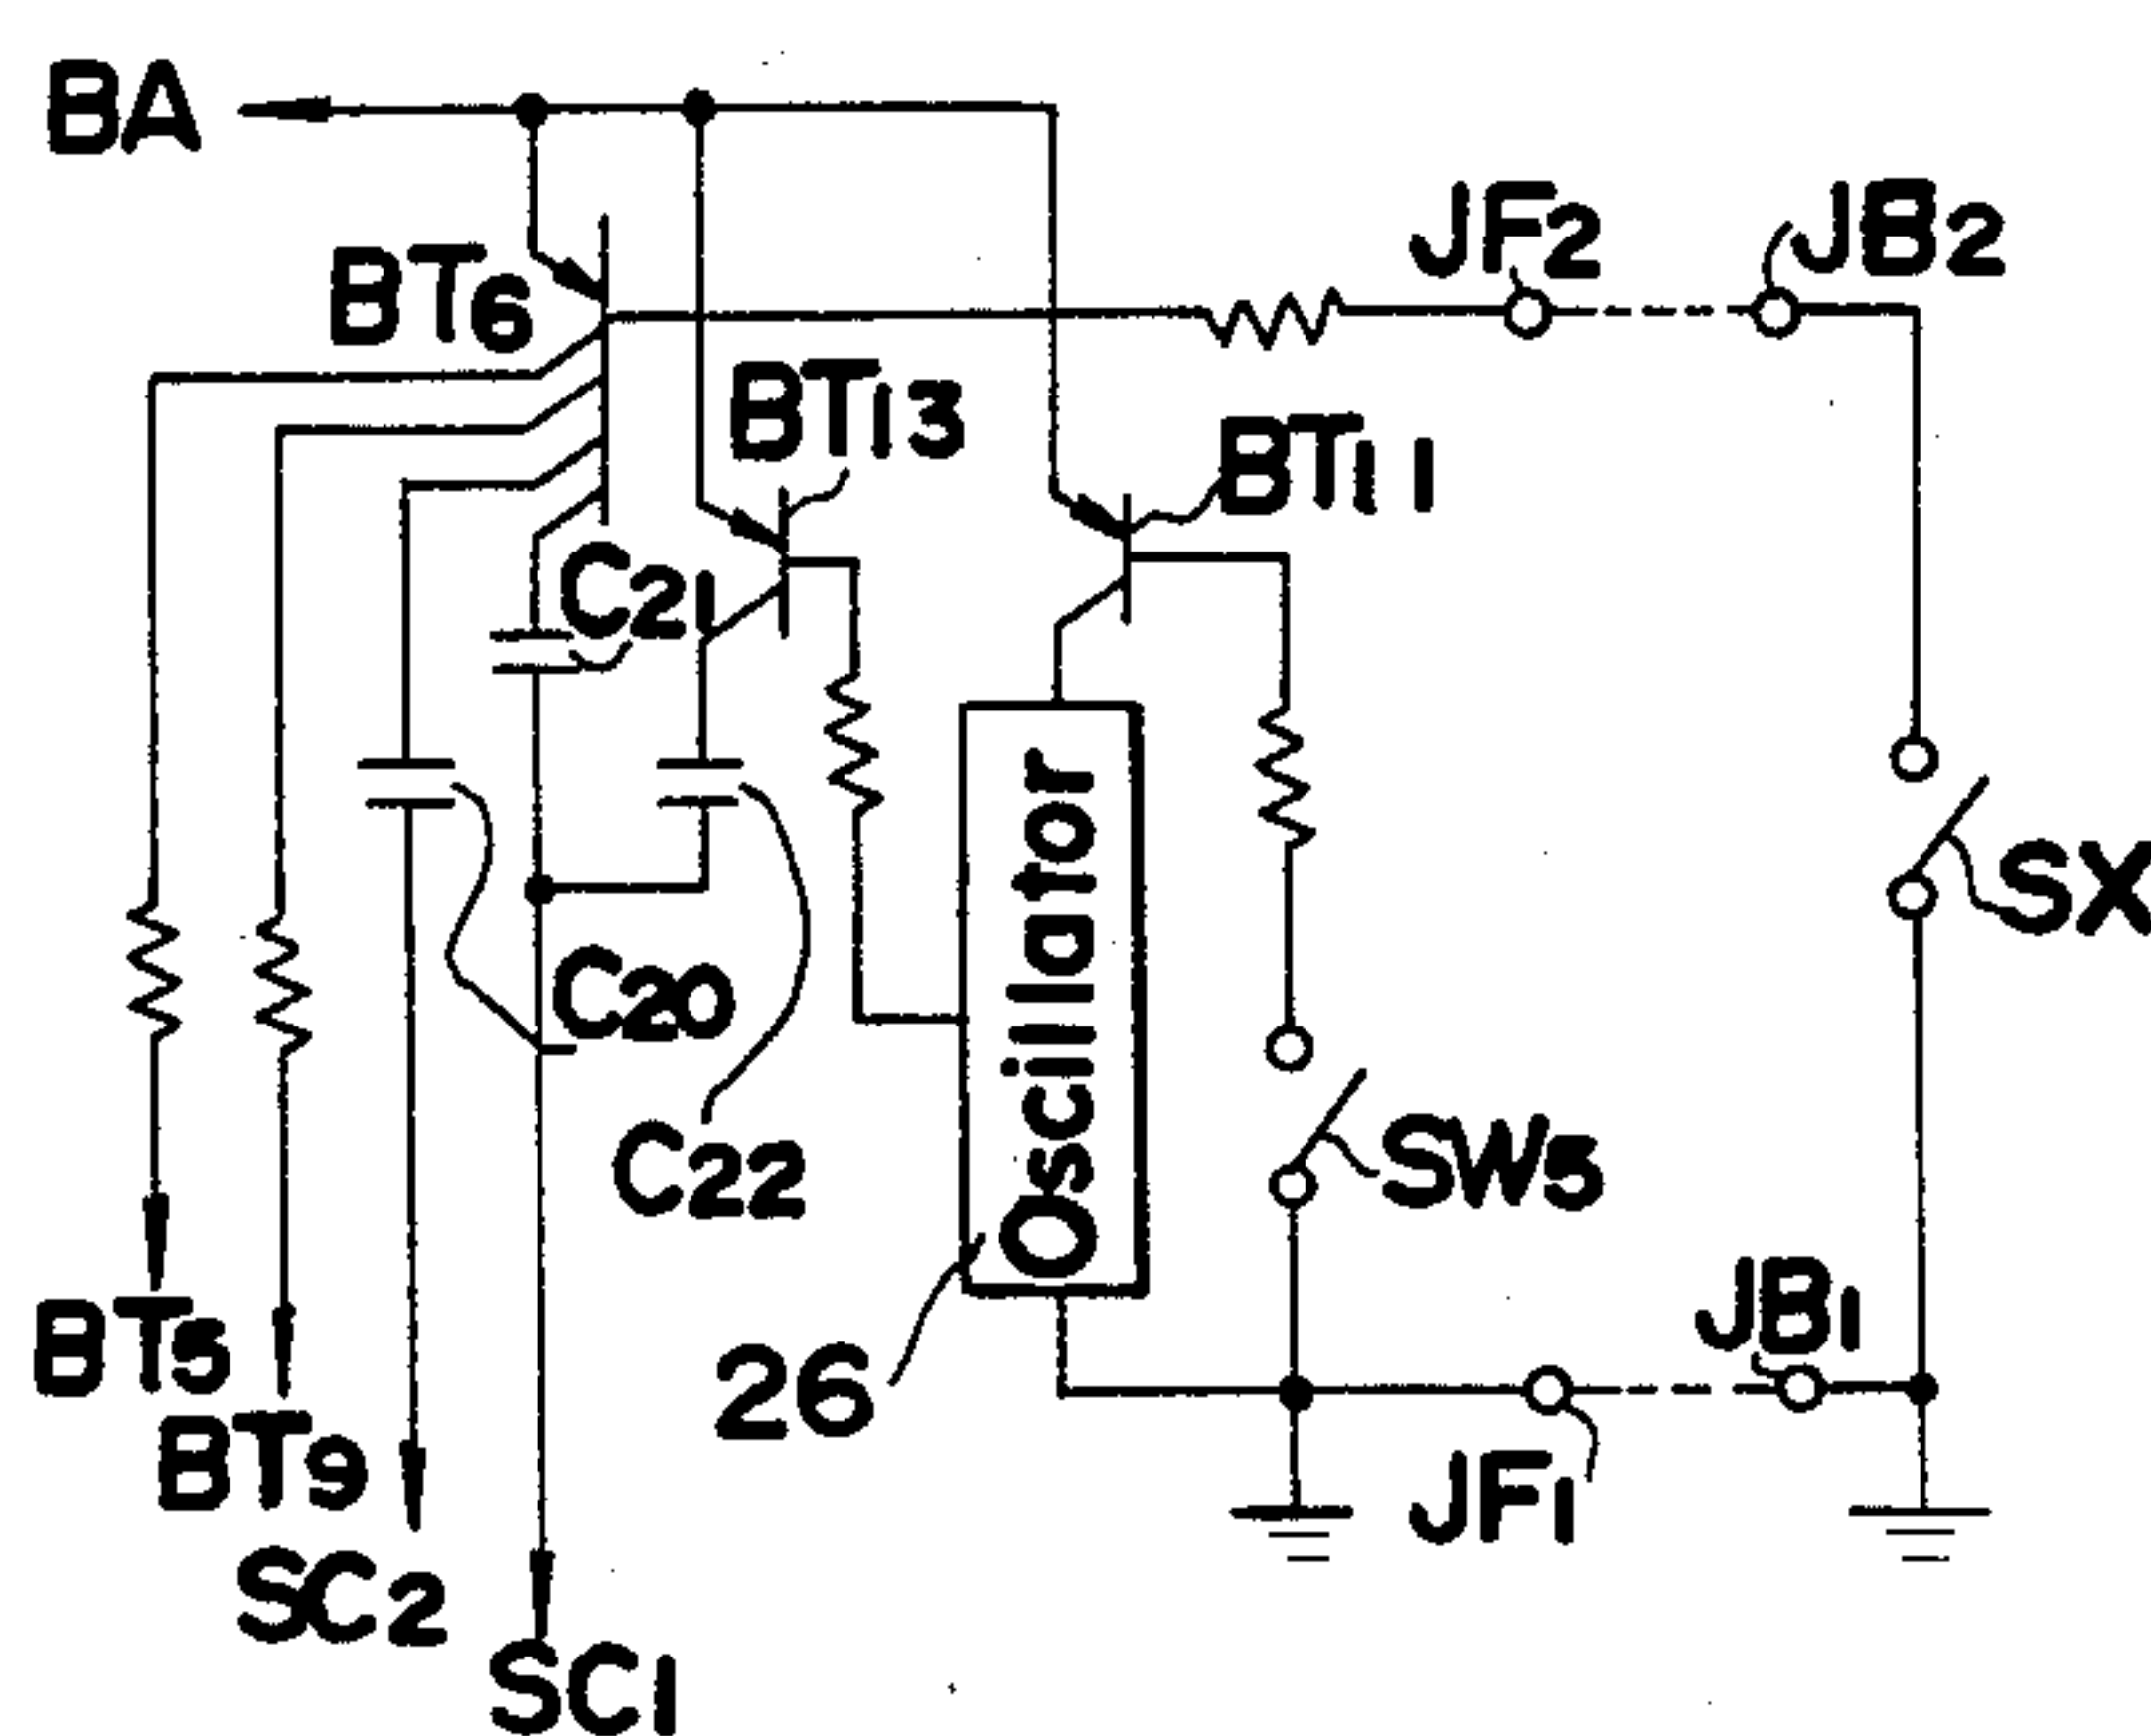 BA
JF2
JB2
BT6
BT13
BT11
C21
Oscillator
SX
C20
C22
SW5
JB1
BT5
26
BT9
JF1
SC2
SC1